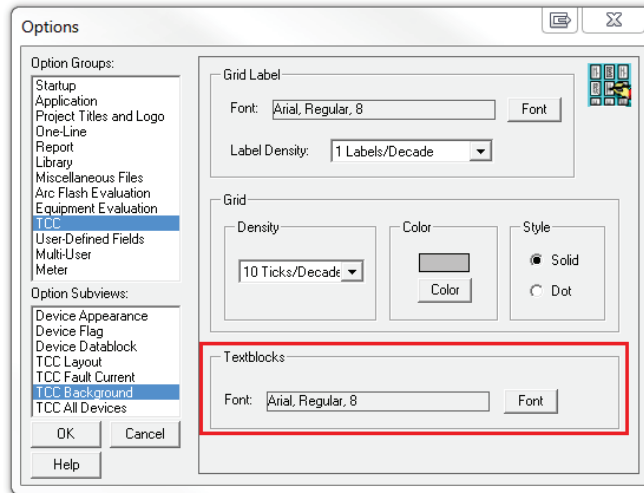 Options
Option Groups:
Startup
Application
Project Titles and Logo
One-Line
Report
Library
Miscellaneous Files
Arc Flash Evaluation
Equipment Evaluation
TCC
User-Defined Fields
Multi-User
Meter
Option Subviews:
Device Appearance
Device Flag
Device Datablock
TCC Layout
TCC Fault Current
TCC Background
TCC All Devices
OK Cancel
Help
Grid Label
Font: Arial, Regular, 8 Font
Label Density: 1 Labels/Decade
Grid
Density
10 Ticks/Decade
Color
Color
Style
Solid
Dot
Textblocks
Font: Arial, Regular, 8 Font